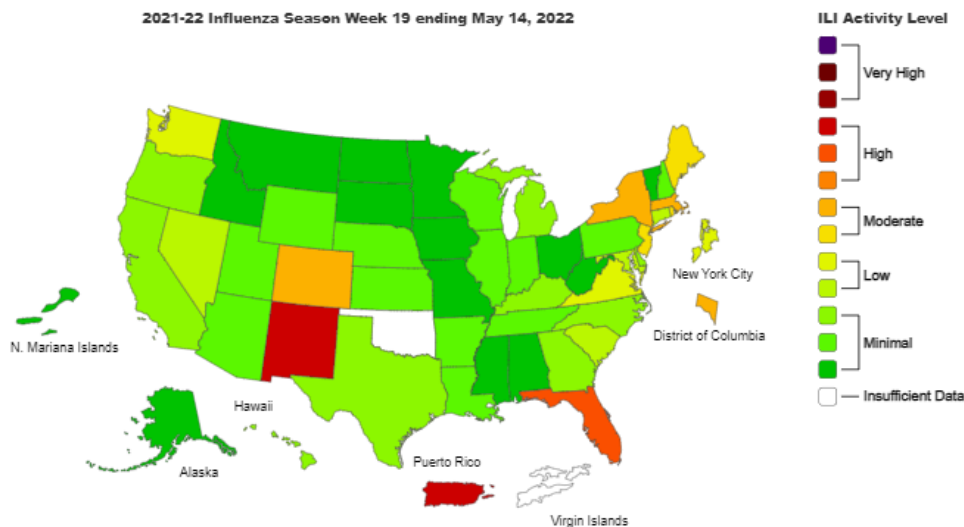 2021-22 Influenza Season Week 19 ending May 14, 2022
ILI Activity Level
Very High
High
Moderate
Low
Minimal
Insufficient Data
New York City
District of Columbia
N. Mariana Islands
Hawaii
Alaska
Puerto Rico
Virgin Islands